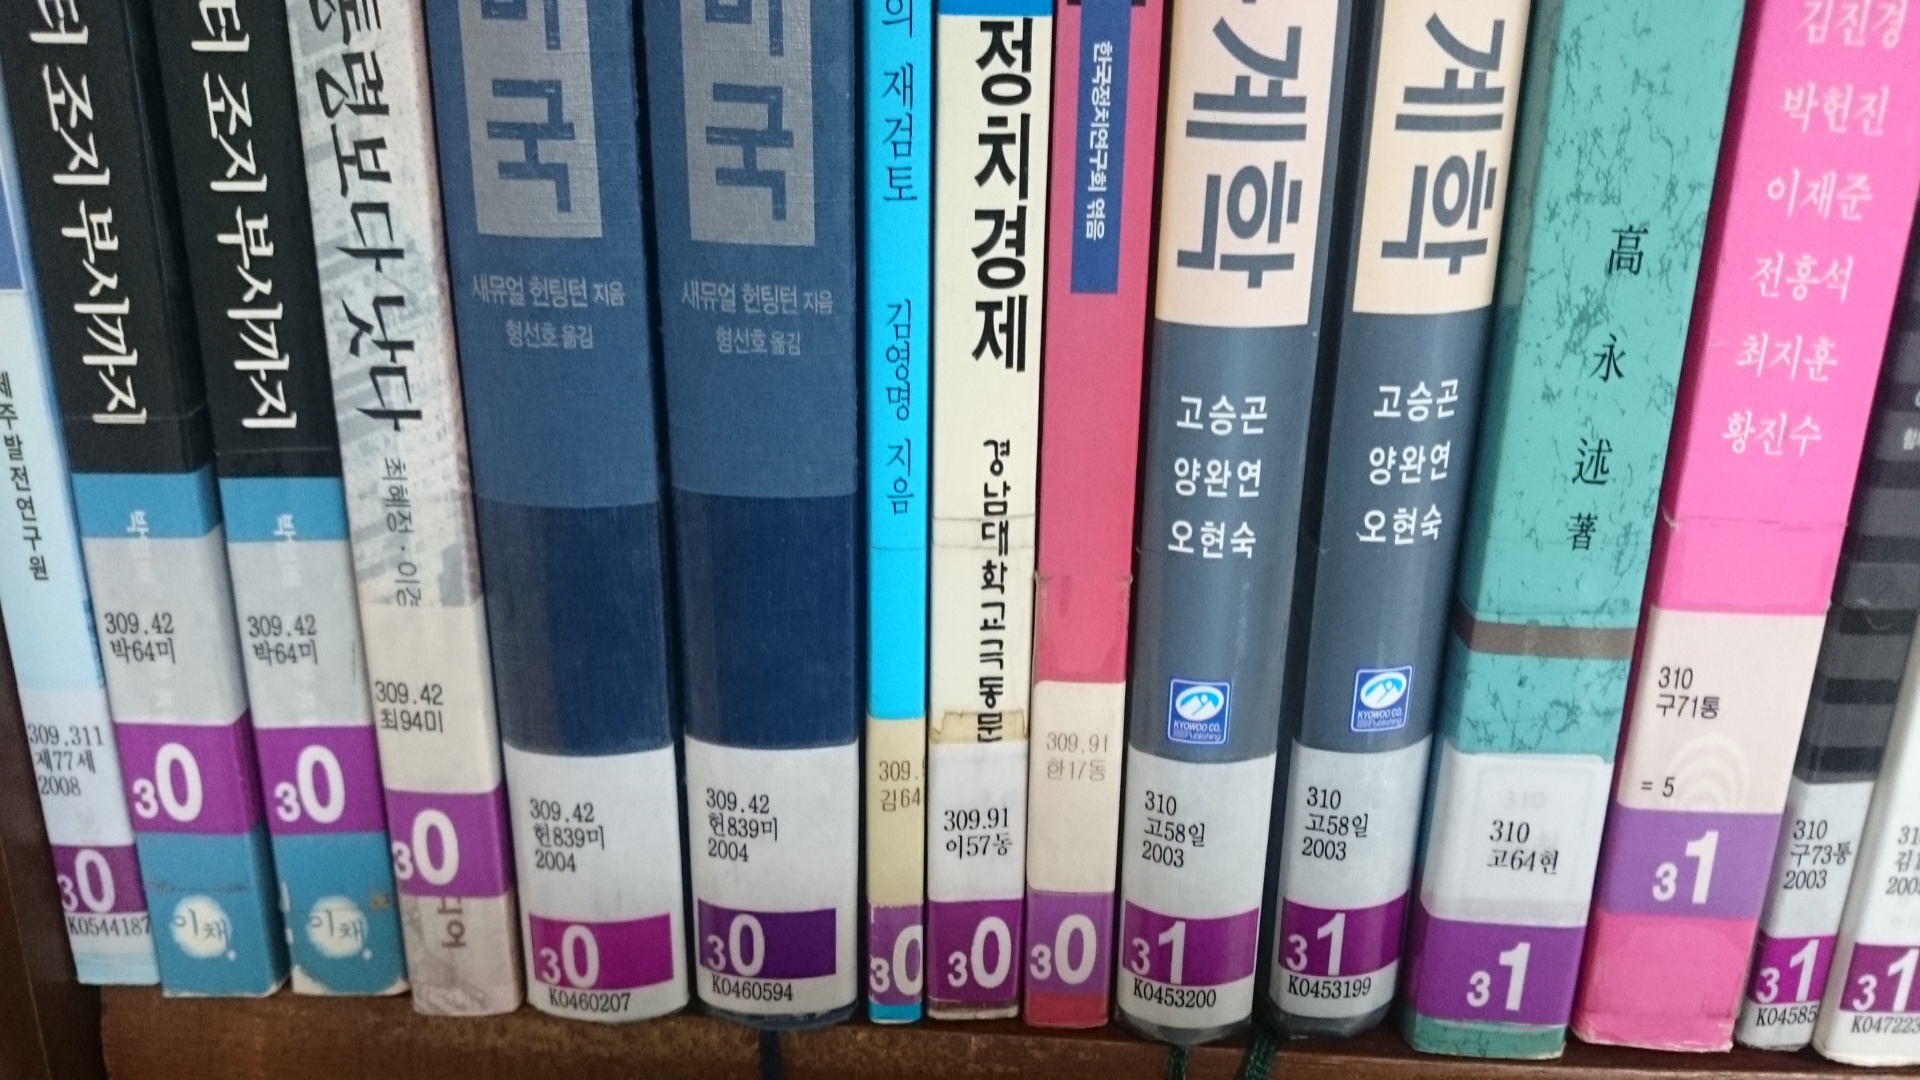 제주발전연구원
309.311
제77세
2008
30
K0544187
터 조지 부시까지
309.42
박64미
30
이채
터 조지 부시까지
309.42
박64미
30
이채
통령보다 낫다
최혜정·이경
309.42
최94미
30
국
새뮤얼 헌팅턴 지음
형선호 옮김
309.42
헌839미
2004
30
K0460207
국
새뮤얼 헌팅턴 지음
형선호 옮김
309.42
헌839미
2004
30
K0460594
의 재검토
김영명 지음
309.
김64
30
정치경제
경남대학교극동문
309.91
이57동
30
한국정치연구회 엮음
309.91
한17동
30
계학
고승곤
양완연
오현숙
KYOWOO CO.
Publishing
310
고58일
2003
31
K0453200
계학
고승곤
양완연
오현숙
KYOWOO CO.
Publishing
310
고58일
2003
31
K0453199
高永述 著
310
고64현
31
김진경
박헌진
이재준
전홍석
최지훈
황진수
310
구71통
= 5
31
310
구73통
2003
31
K04585
31
200
31
K047223